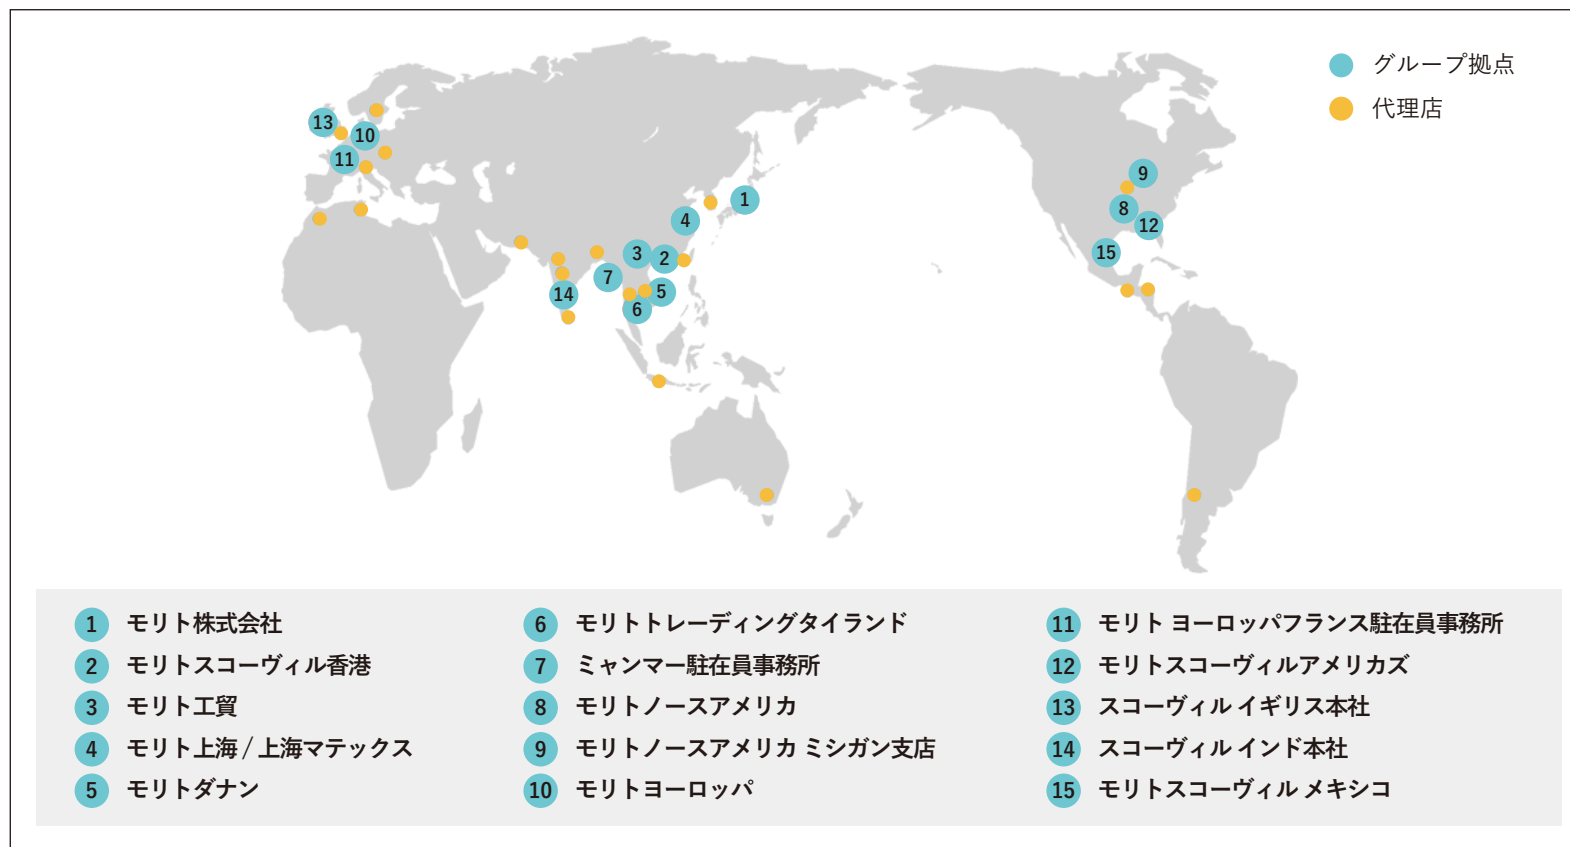 グループ拠点
代理店
13
10
11
1
4
3
2
7
14
5
6
9
8
12
15
1 モリト株式会社
2 モリトスコーヴィル香港
3 モリト工貿
4 モリト上海 / 上海マテックス
5 モリトダナン
6 モリトトレーディングタイランド
7 ミャンマー駐在員事務所
8 モリトノースアメリカ
9 モリトノースアメリカ ミシガン支店
10 モリトヨーロッパ
11 モリト ヨーロッパフランス駐在員事務所
12 モリトスコーヴィルアメリカズ
13 スコーヴィル イギリス本社
14 スコーヴィル インド本社
15 モリトスコーヴィル メキシコ